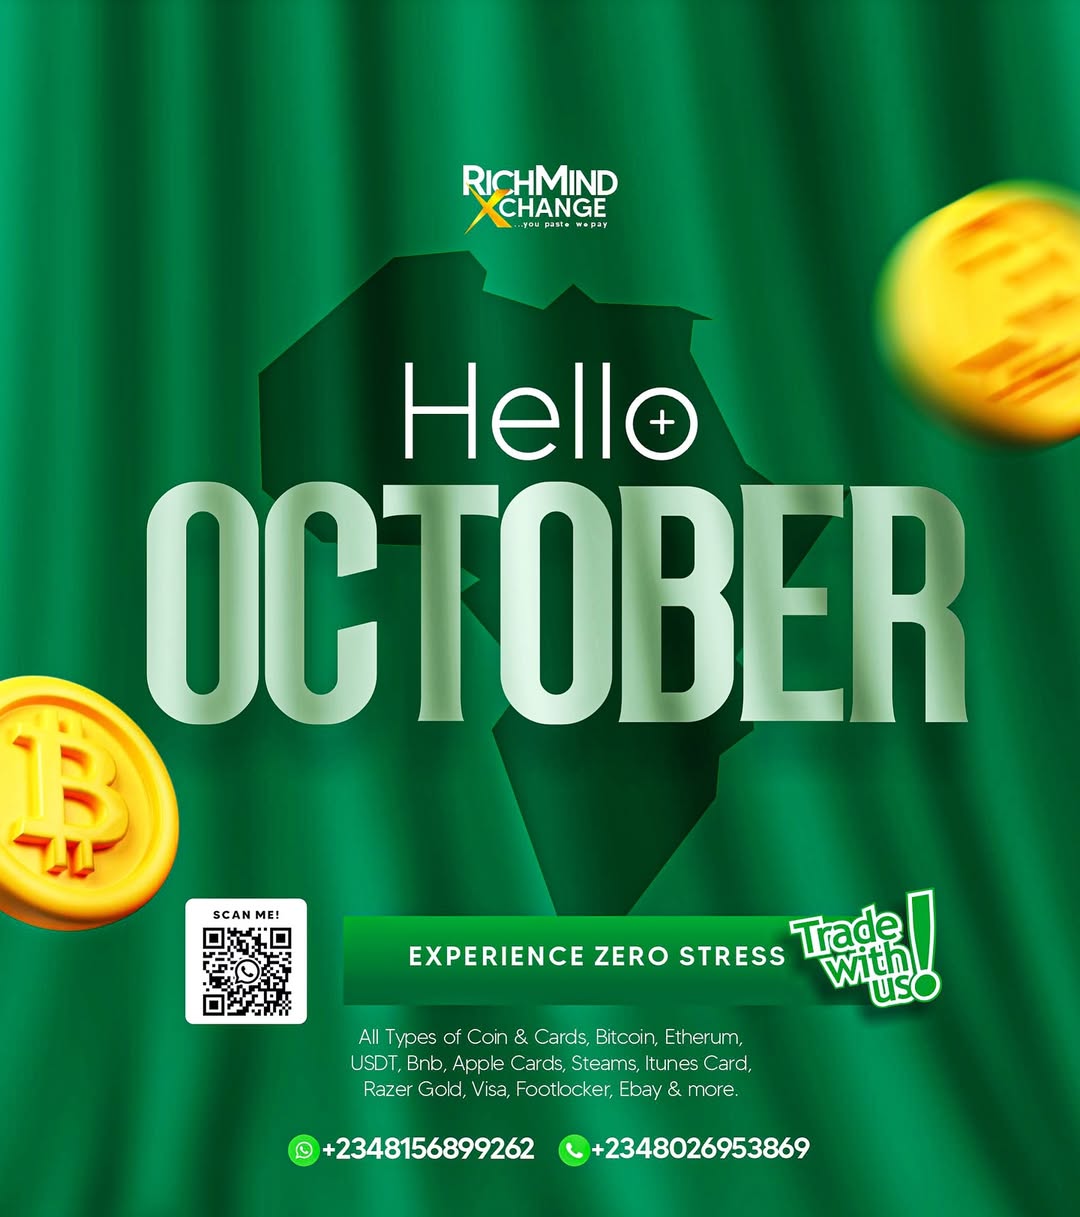 RICHMIND
XCHANGE
...you paste we pay
Hello
OCTOBER
SCAN ME!
EXPERIENCE ZERO STRESS
Trade
with
us!
All Types of Coin & Cards, Bitcoin, Etherum,
USDT, Bnb, Apple Cards, Steams, Itunes Card,
Razer Gold, Visa, Footlocker, Ebay & more.
+2348156899262 +2348026953869